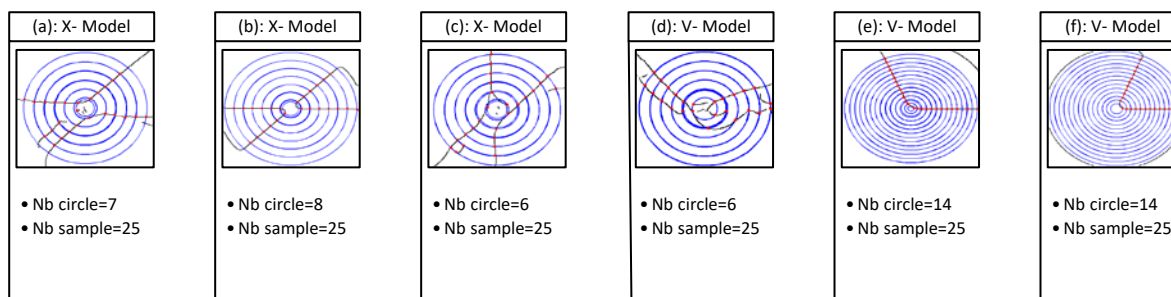 (a): X- Model
• Nb circle=7
• Nb sample=25
(b): X- Model
• Nb circle=8
• Nb sample=25
(c): X- Model
• Nb circle=6
• Nb sample=25
(d): V- Model
• Nb circle=6
• Nb sample=25
(e): V- Model
• Nb circle=14
• Nb sample=25
(f): V- Model
• Nb circle=14
• Nb sample=25